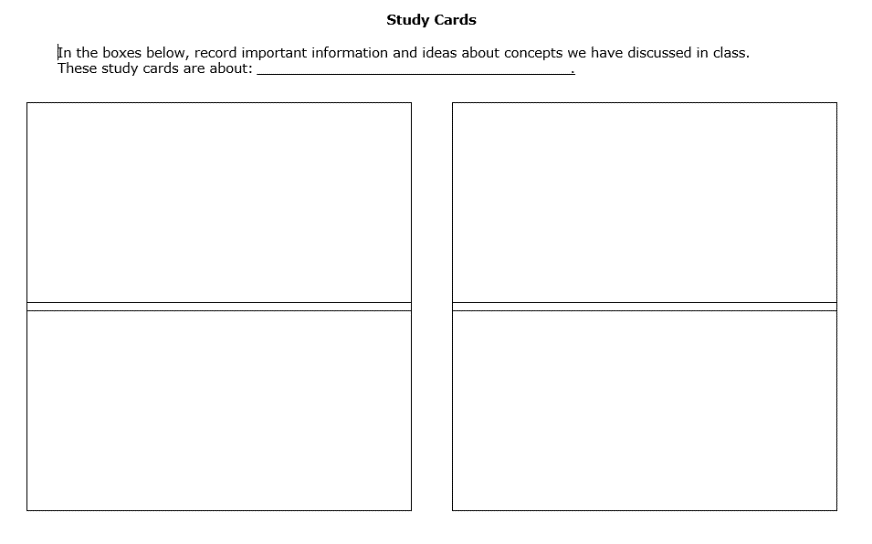 Study Cards
In the boxes below, record important information and ideas about concepts we have discussed in class.
These study cards are about: ______________________________________.